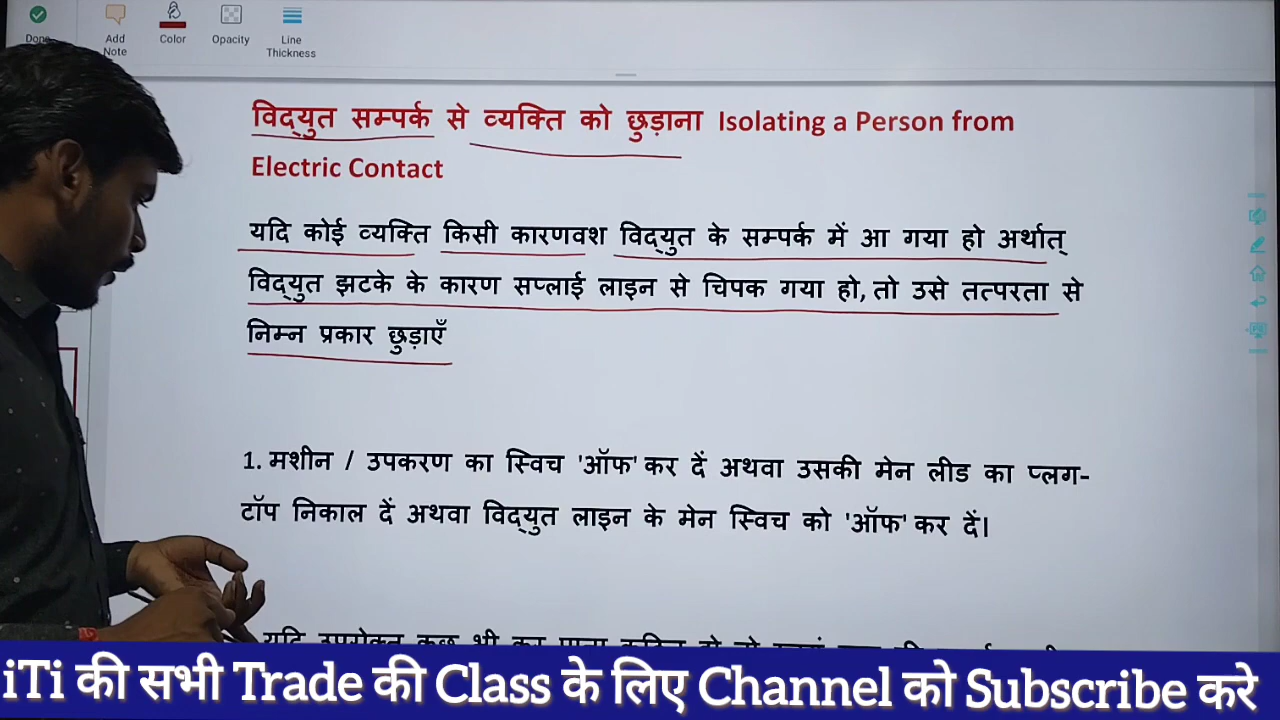 Done
Add
Note
Color
Opacity
Line
Thickness
विद्युत सम्पर्क से व्यक्ति को छुड़ाना Isolating a Person from
Electric Contact
यदि कोई व्यक्ति किसी कारणवश विद्युत के सम्पर्क में आ गया हो अर्थात्
विद्युत झटके के कारण सप्लाई लाइन से चिपक गया हो, तो उसे तत्परता से
निम्न प्रकार छुड़ाएँ
1. मशीन / उपकरण का स्विच 'ऑफ' कर दें अथवा उसकी मेन लीड का प्लग-
टॉप निकाल दें अथवा विद्युत लाइन के मेन स्विच को 'ऑफ' कर दें।
iTi की सभी Trade की Class के लिए Channel को Subscribe करे